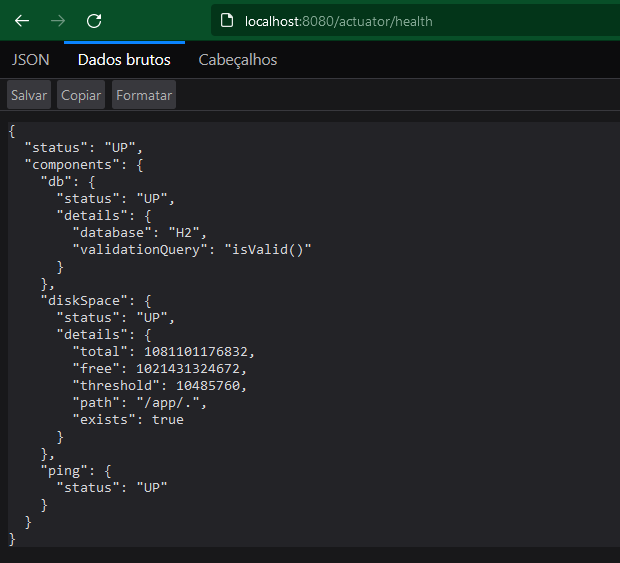 localhost:8080/actuator/health
JSON Dados brutos Cabeçalhos
Salvar Copiar Formatar
{
  "status": "UP",
  "components": {
    "db": {
      "status": "UP",
      "details": {
        "database": "H2",
        "validationQuery": "isValid()"
      }
    },
    "diskSpace": {
      "status": "UP",
      "details": {
        "total": 1081101176832,
        "free": 1021431324672,
        "threshold": 10485760,
        "path": "/app/.",
        "exists": true
      }
    },
    "ping": {
      "status": "UP"
    }
  }
}